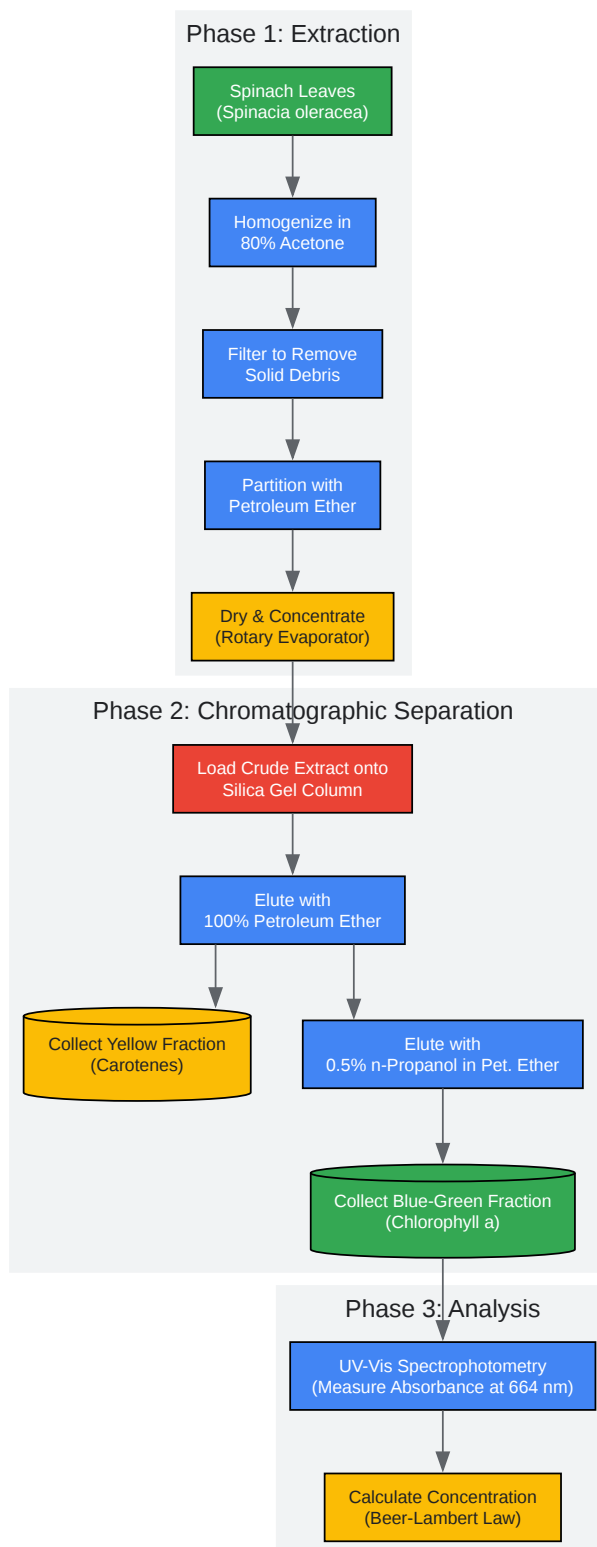 Phase 1: Extraction
Spinach Leaves
(Spinacia oleracea)
Homogenize in
80% Acetone
Filter to Remove
Solid Debris
Partition with
Petroleum Ether
Dry & Concentrate
(Rotary Evaporator)
Phase 2: Chromatographic Separation
Load Crude Extract onto
Silica Gel Column
Elute with
100% Petroleum Ether
Collect Yellow Fraction
(Carotenes)
Elute with
0.5% n-Propanol in Pet. Ether
Collect Blue-Green Fraction
(Chlorophyll a)
Phase 3: Analysis
UV-Vis Spectrophotometry
(Measure Absorbance at 664 nm)
Calculate Concentration
(Beer-Lambert Law)